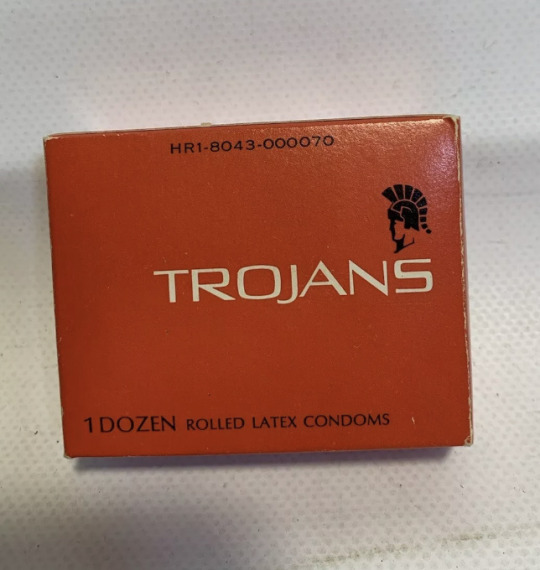 HR1-8043-000070
TROJANS
1 DOZEN ROLLED LATEX CONDOMS